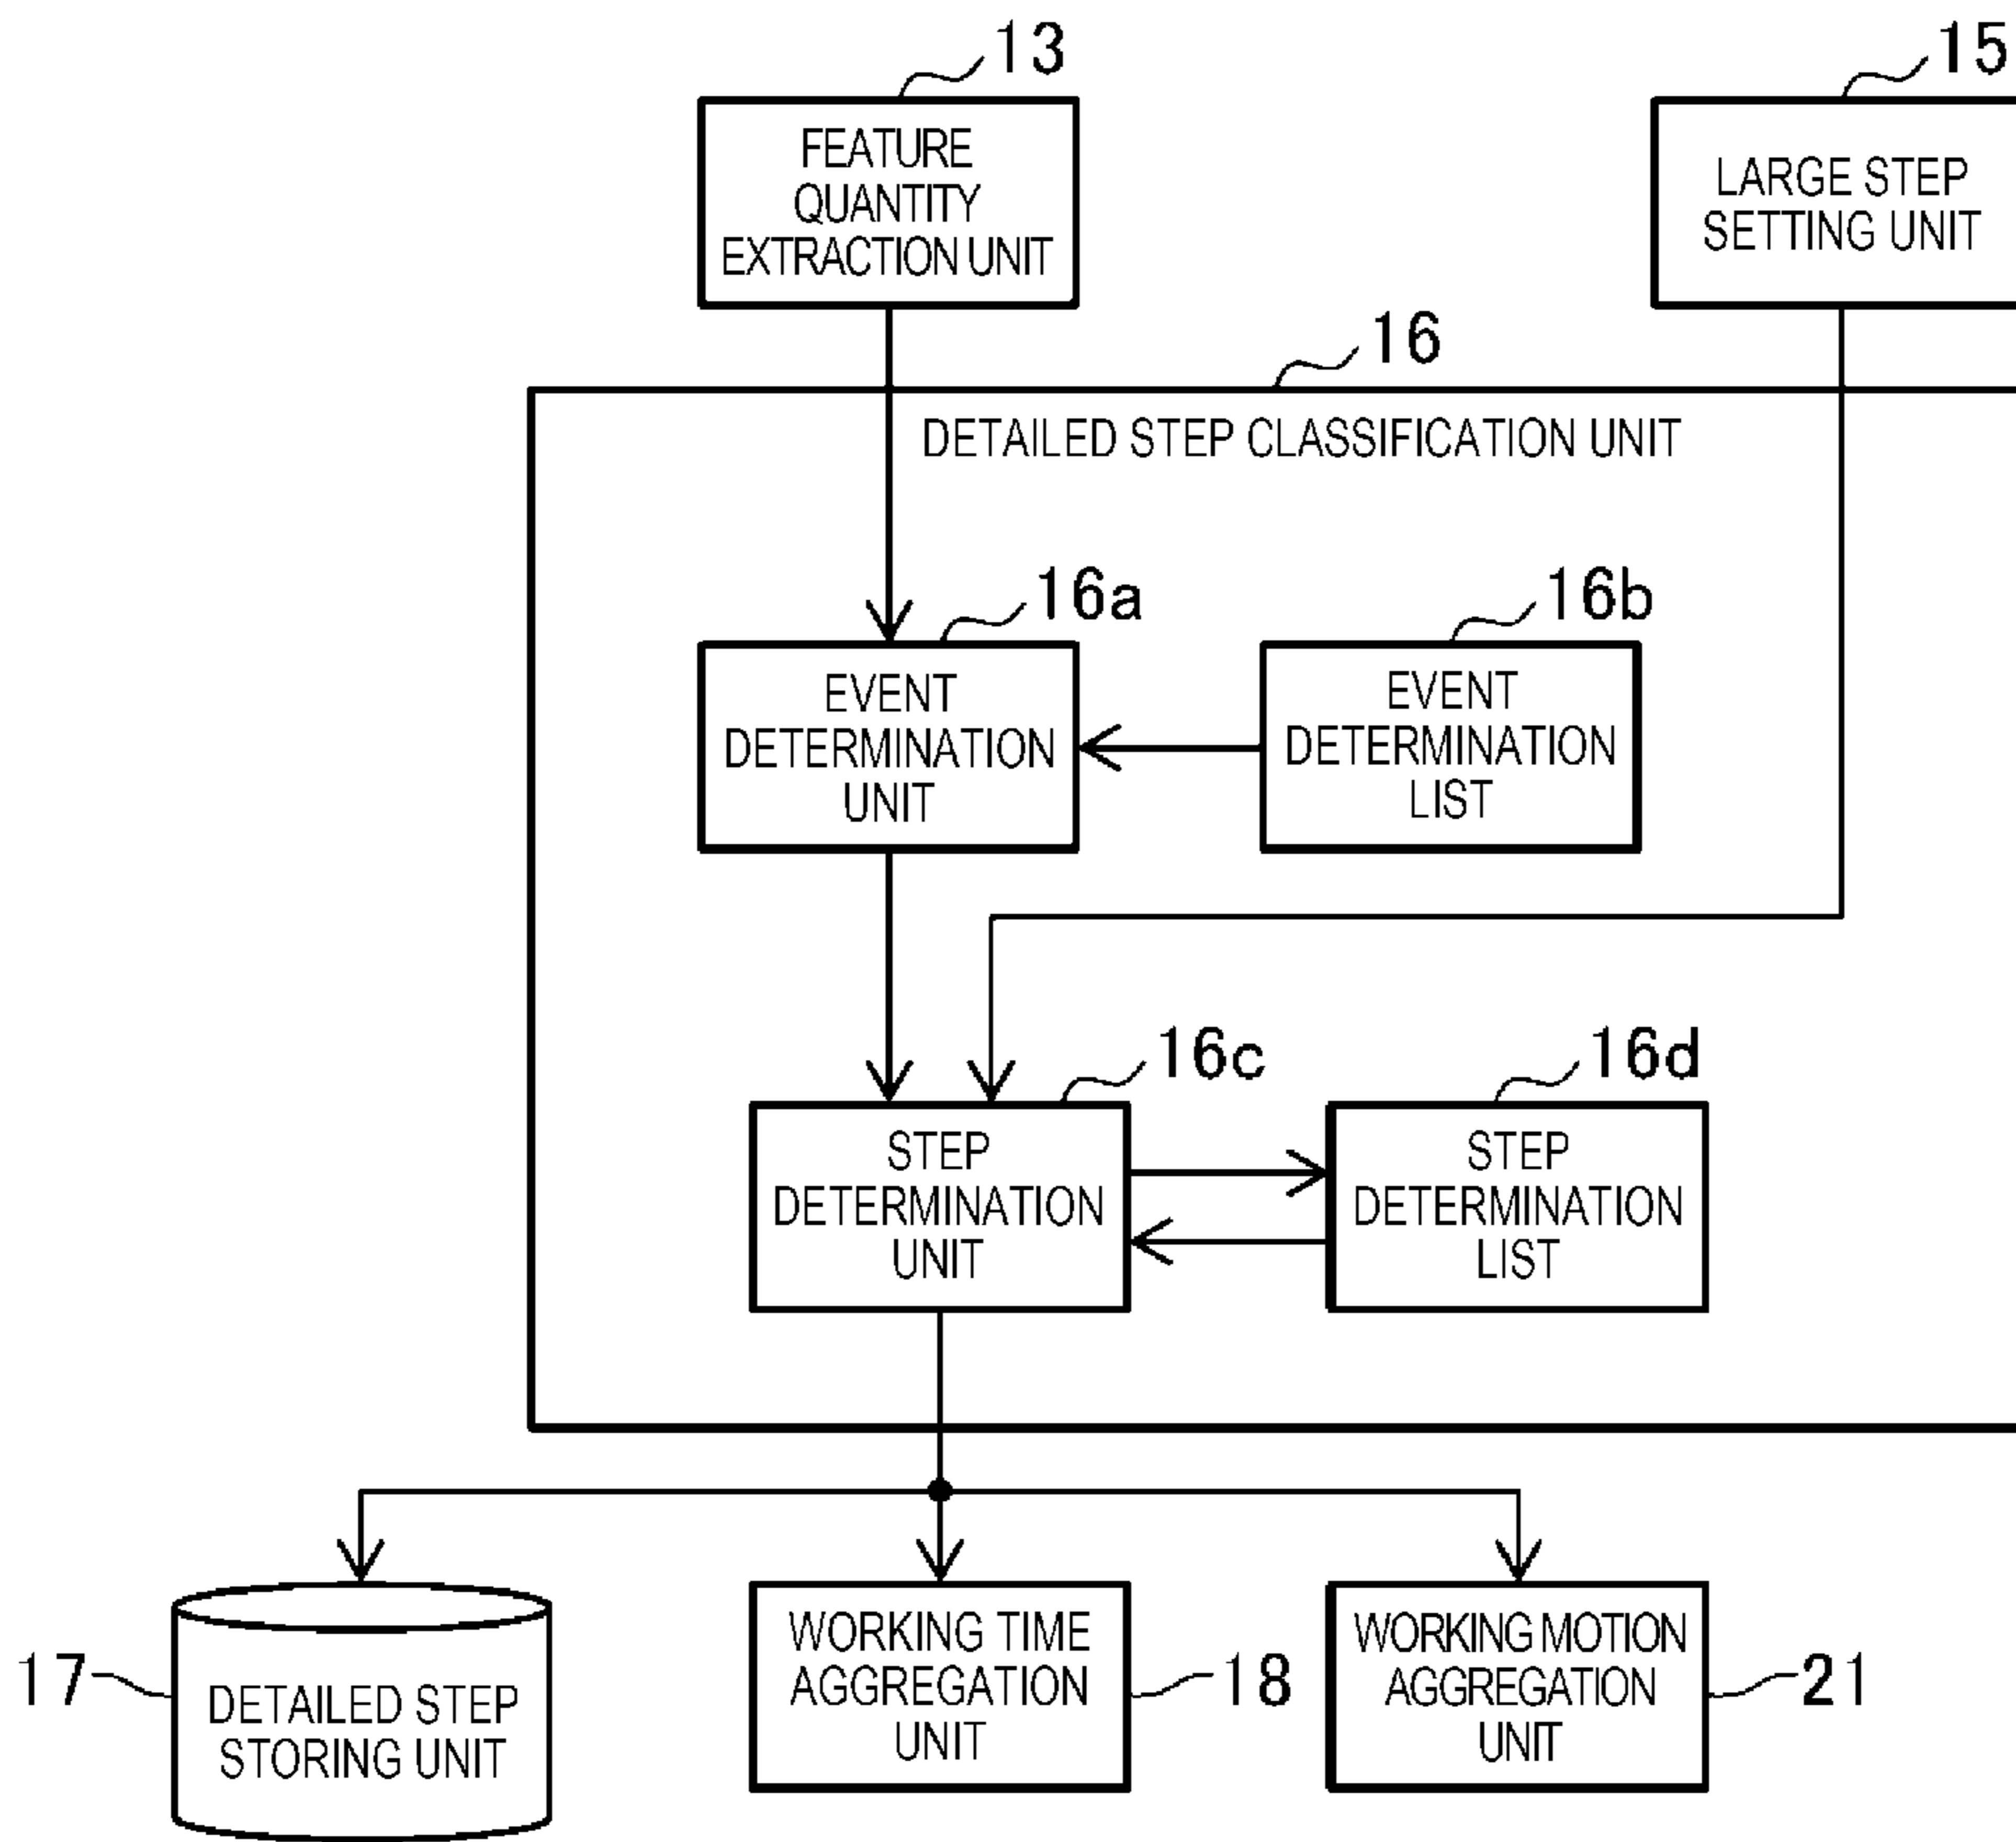 13
15
FEATURE
QUANTITY
EXTRACTION UNIT
LARGE STEP
SETTING UNIT
16
DETAILED STEP CLASSIFICATION UNIT
16a
16b
EVENT
DETERMINATION
UNIT
EVENT
DETERMINATION
LIST
16c
16d
STEP
DETERMINATION
UNIT
STEP
DETERMINATION
LIST
17
DETAILED STEP
STORING UNIT
WORKING TIME
AGGREGATION
UNIT
18
WORKING MOTION
AGGREGATION
UNIT
21